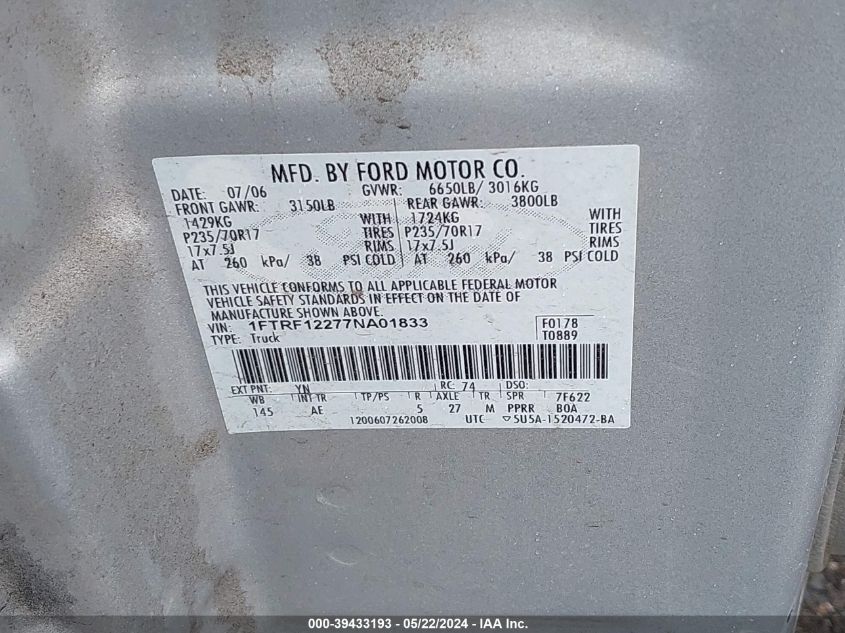 MFD. BY FORD MOTOR CO.
DATE: 07/06 GVWR: 6650LB/ 3016KG
FRONT GAWR: 3150LB REAR GAWR: 3800LB
1429KG WITH 1724KG WITH
P235/70R17 TIRES P235/70R17 TIRES
17x7.5J RIMS 17x7.5J RIMS
AT 260 kPa/ 38 PSI COLD AT 260 kPa/ 38 PSI COLD
THIS VEHICLE CONFORMS TO ALL APPLICABLE FEDERAL MOTOR
VEHICLE SAFETY STANDARDS IN EFFECT ON THE DATE OF
MANUFACTURE SHOWN ABOVE.
VIN: 1FTRF12277NA01833 F0178
TYPE: Truck T0889
EXT PNT: YN RC: 74 DSO:
WB INT TR TP/PS R AXLE TR SPR 7F622
145 AE 5 27 M PPRR BOA
1200607262008 UTC 5U5A-1520472-BA
000-39433193 - 05/22/2024 - IAA Inc.